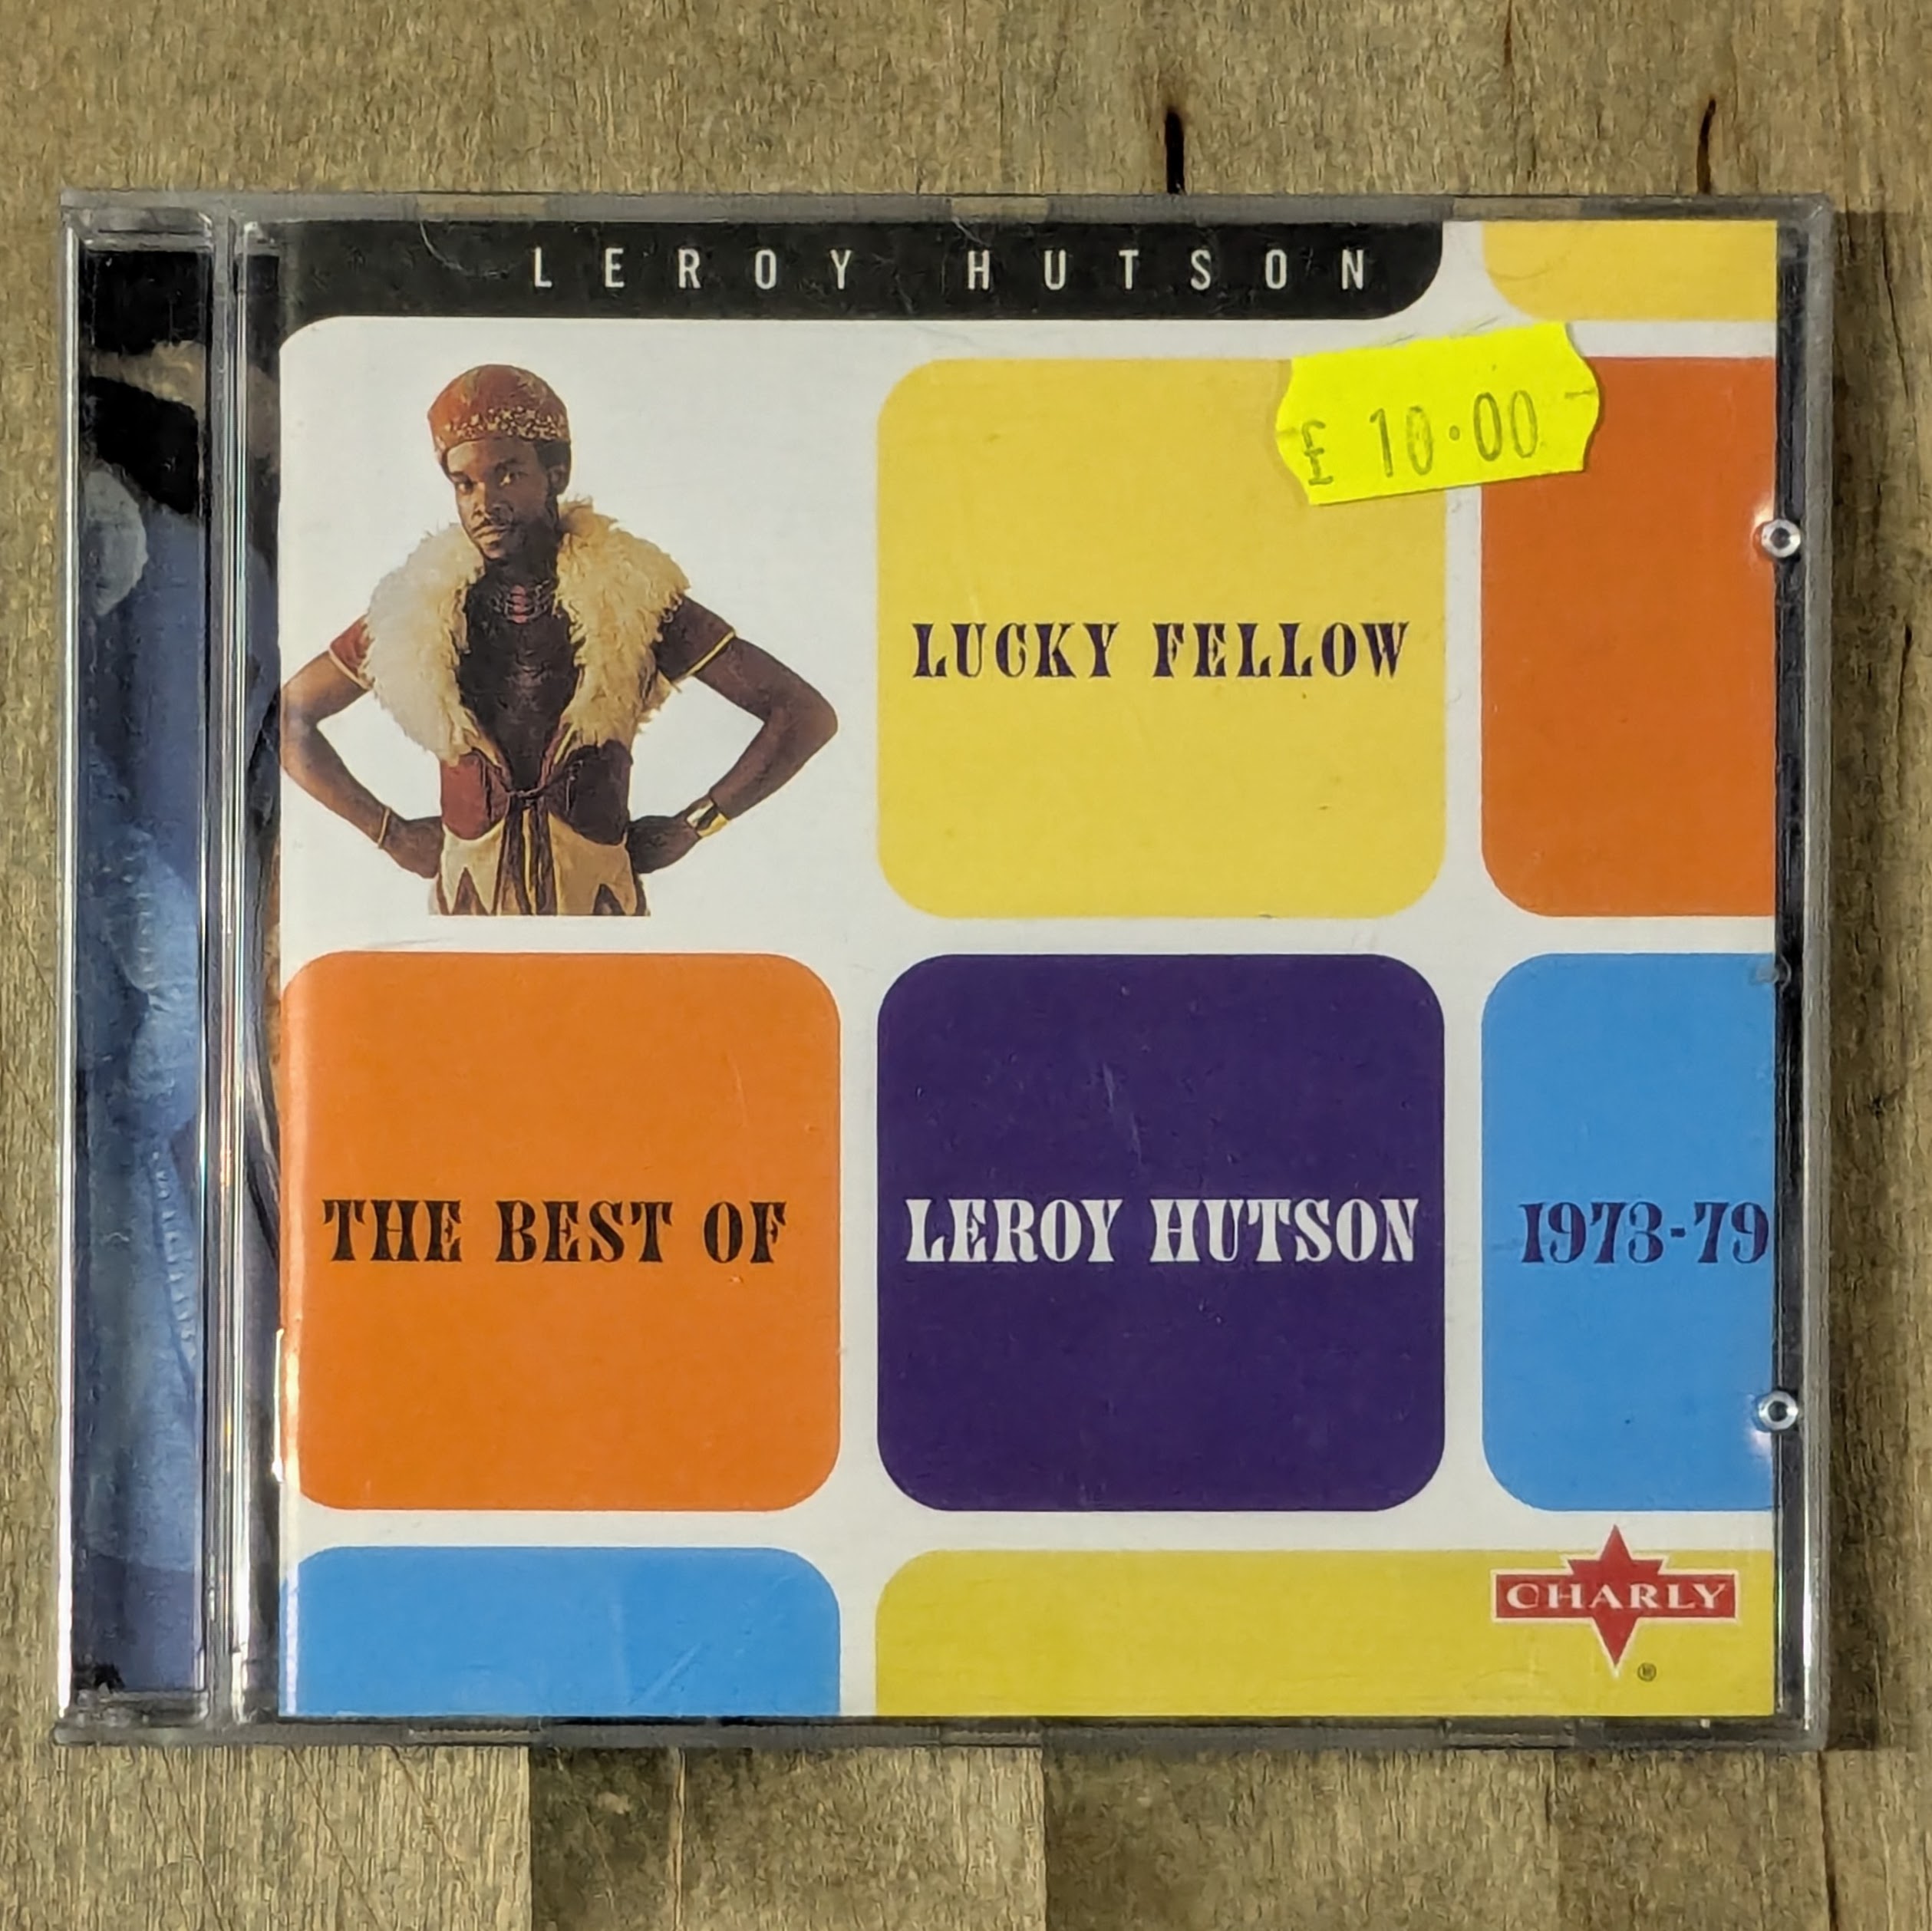 LEROY HUTSON
£ 10.00
LUCKY FELLOW
THE BEST OF
LEROY HUTSON
1973-79
CHARLY
®